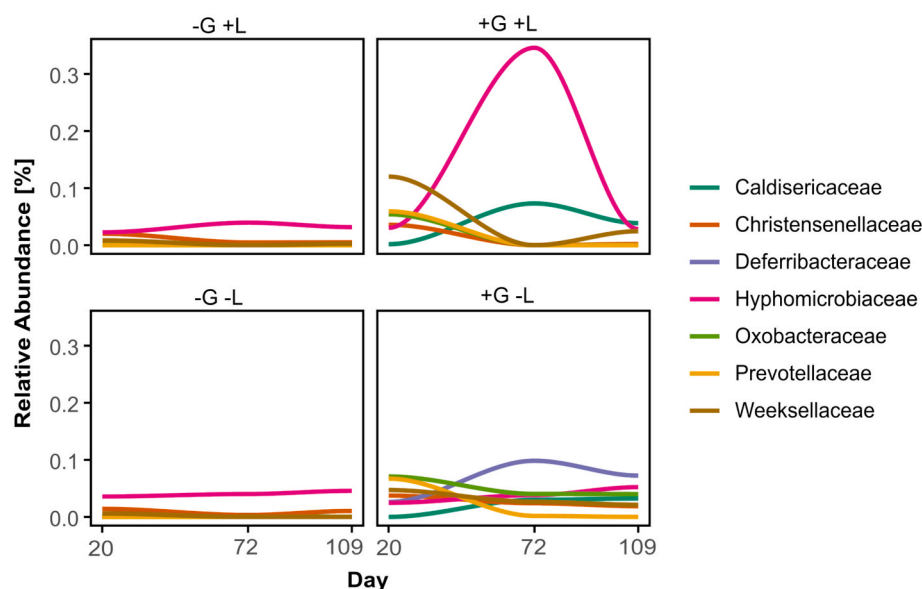 -G +L
+G +L
0.3
0.2
0.1
0.0
-G -L
+G -L
0.3
0.2
0.1
0.0
20
72
109
20
72
109
Day
Relative Abundance [%]
Caldisericaceae
Christensenellaceae
Deferribacteraceae
Hyphomicrobiaceae
Oxobacteraceae
Prevotellaceae
Weeksellaceae